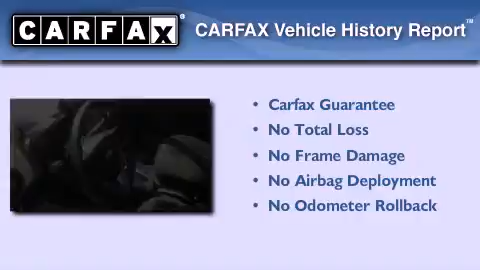 CARFAX® CARFAX Vehicle History Report™
• Carfax Guarantee
• No Total Loss
• No Frame Damage
• No Airbag Deployment
• No Odometer Rollback